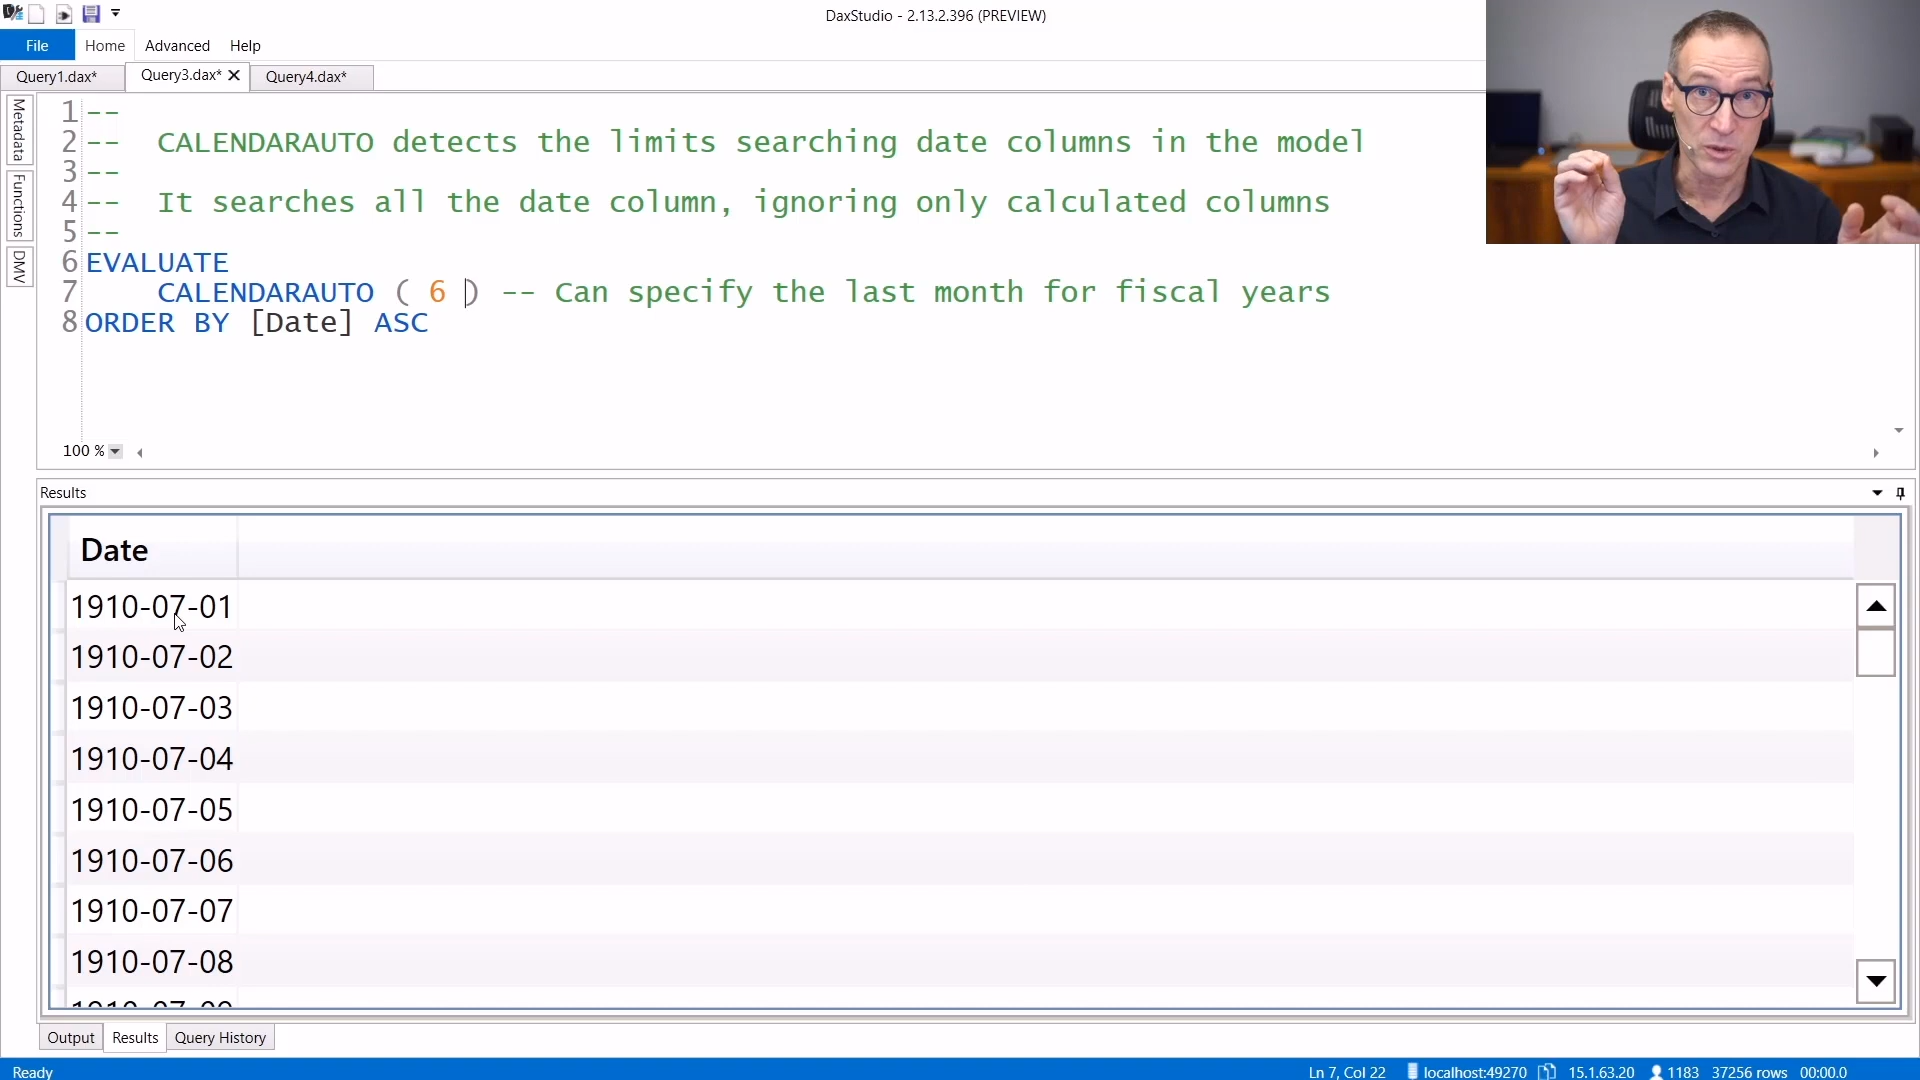 DaxStudio - 2.13.2.396 (PREVIEW)
File Home Advanced Help
Query1.dax* Query3.dax* Query4.dax*
Metadata
Functions
DMV
1 --
2 -- CALENDARAUTO detects the limits searching date columns in the model
3 --
4 -- It searches all the date column, ignoring only calculated columns
5 --
6 EVALUATE
7 CALENDARAUTO ( 6 ) -- Can specify the last month for fiscal years
8 ORDER BY [Date] ASC
100 %
Results
Date
1910-07-01
1910-07-02
1910-07-03
1910-07-04
1910-07-05
1910-07-06
1910-07-07
1910-07-08
Output Results Query History
Ready Ln 7, Col 22 localhost:49270 15.1.63.20 1183 37256 rows 00:00.0